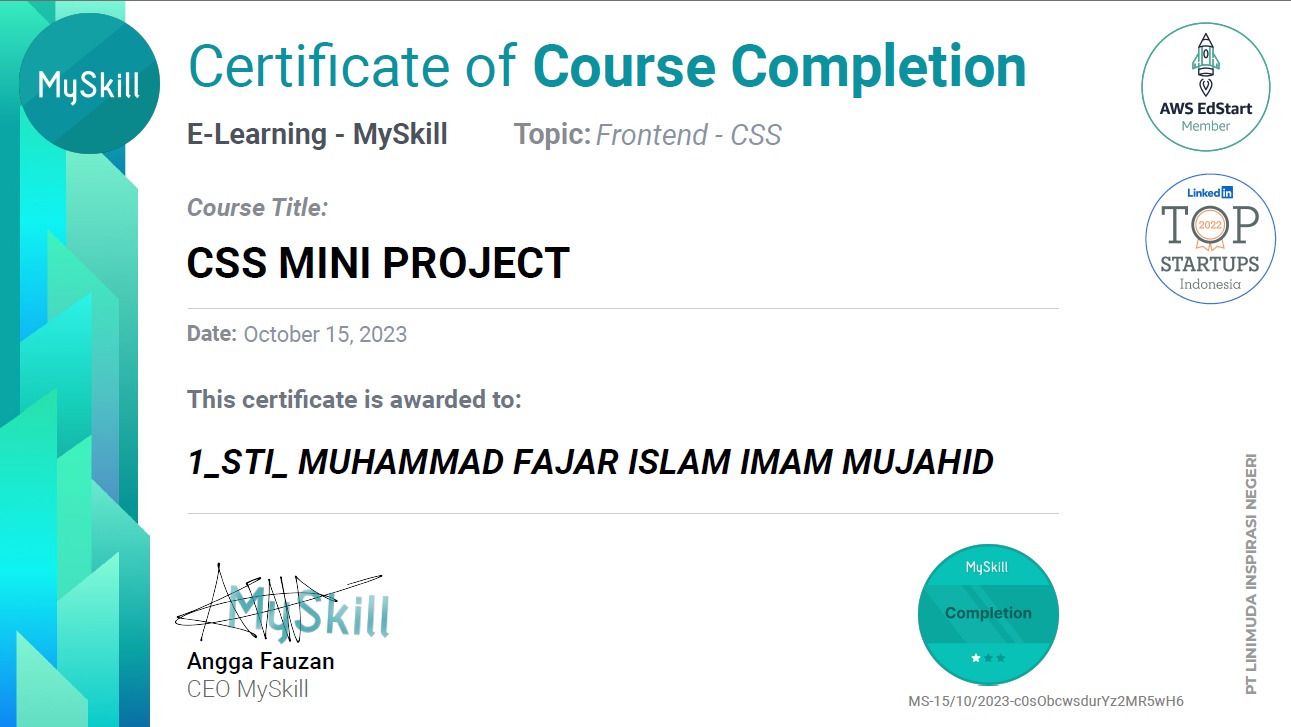 MySkill
Certificate of Course Completion
E-Learning - MySkill
Topic: Frontend - CSS
AWS EdStart
Member
Course Title:
CSS MINI PROJECT
LinkedIn
TOP
2022
STARTUPS
Indonesia
Date: October 15, 2023
This certificate is awarded to:
1_STI_ MUHAMMAD FAJAR ISLAM IMAM MUJAHID
MySkill
Angga Fauzan
CEO MySkill
MySkill
Completion
MS-15/10/2023-c0sObcwsdurYz2MR5wH6
PT LINIMUDA INSPIRASI NEGERI